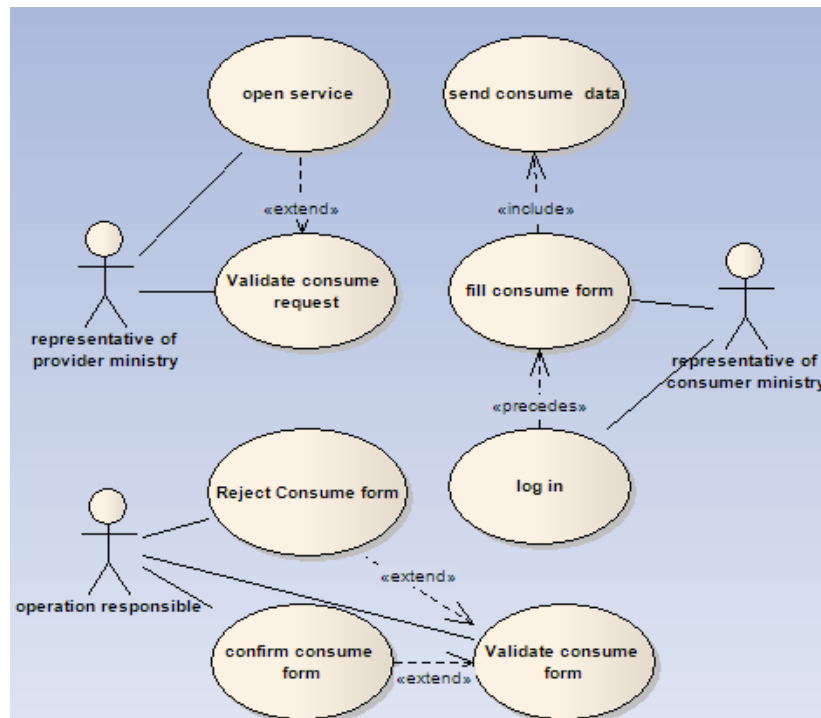 open service
send consume data
«extend»
«include»
Validate consume
request
fill consume form
representative of
provider ministry
representative of
consumer ministry
«precedes»
Reject Consume form
log in
«extend»
operation responsible
confirm consume
form
«extend»
Validate consume
form